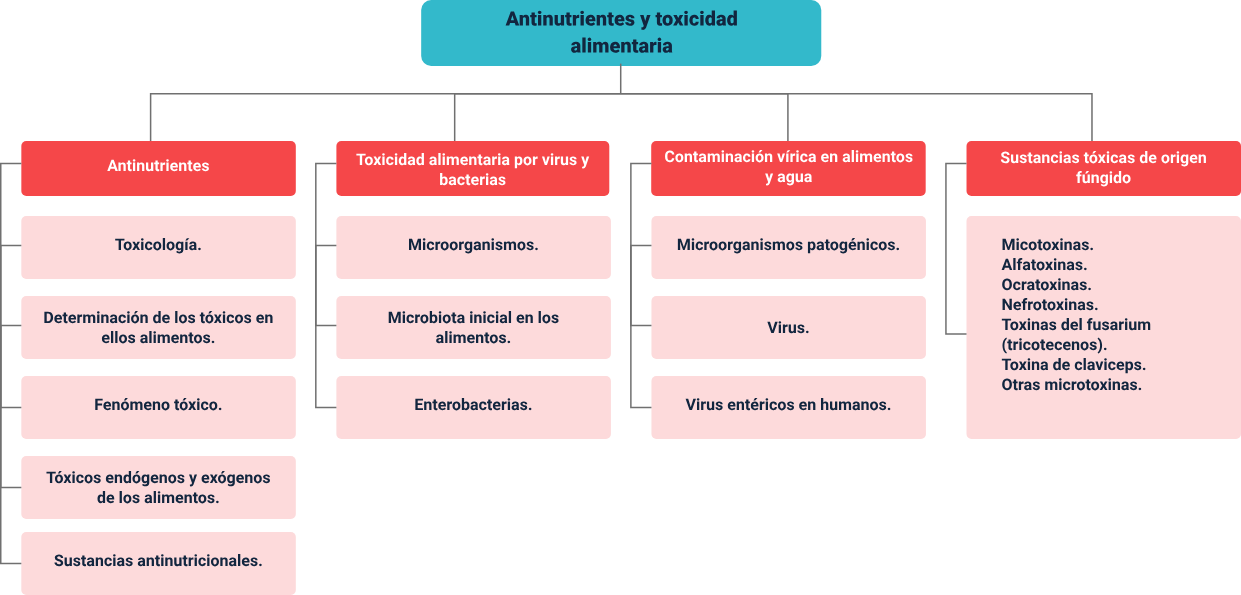 Antinutrientes y toxicidad
alimentaria
Antinutrientes
Toxicología.
Determinación de los tóxicos en
ellos alimentos.
Fenómeno tóxico.
Tóxicos endógenos y exógenos
de los alimentos.
Sustancias antinutricionales.
Toxicidad alimentaria por virus y
bacterias
Microorganismos.
Microbiota inicial en los
alimentos.
Enterobacterias.
Contaminación vírica en alimentos
y agua
Microorganismos patogénicos.
Virus.
Virus entéricos en humanos.
Sustancias tóxicas de origen
fúngido
Micotoxinas.
Alfatoxinas.
Ocratoxinas.
Nefrotoxinas.
Toxinas del fusarium
(tricotecenos).
Toxina de claviceps.
Otras microtoxinas.